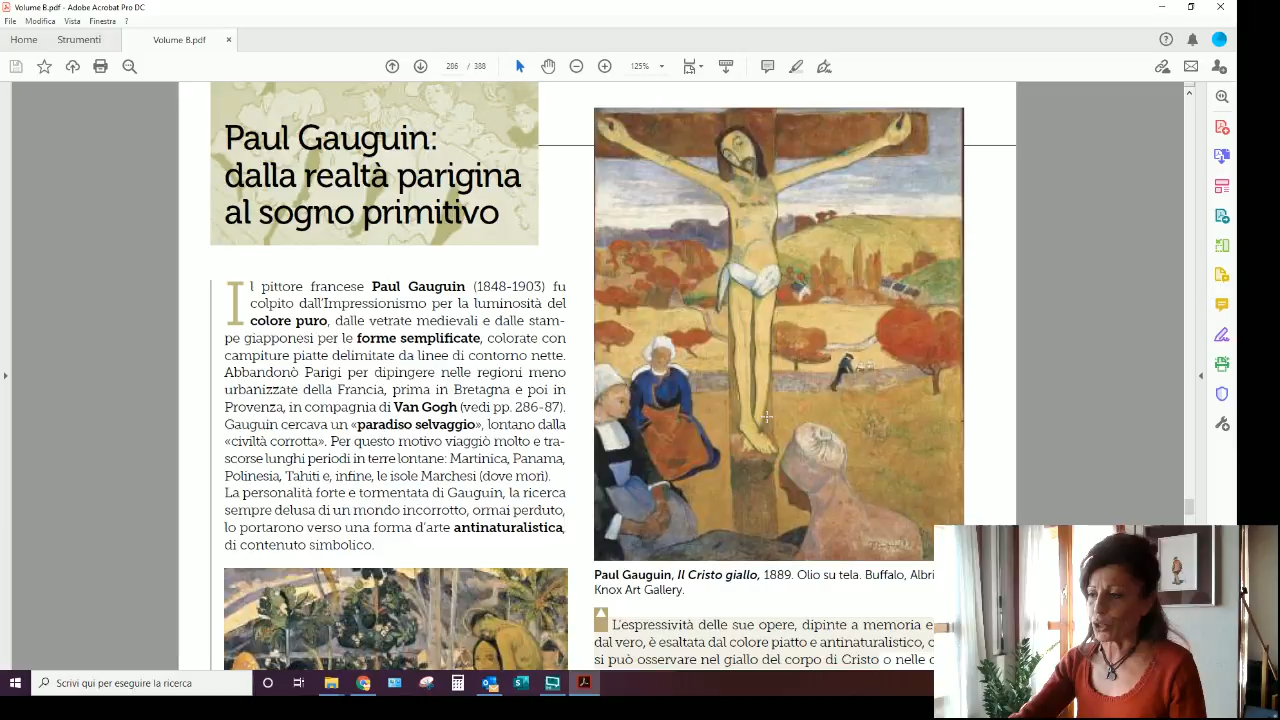 Volume B.pdf - Adobe Acrobat Pro DC
File Modifica Vista Finestra ?
Home Strumenti Volume B.pdf
286 / 388 125%
Paul Gauguin:
dalla realtà parigina
al sogno primitivo
Il pittore francese Paul Gauguin (1848-1903) fu
colpito dall'Impressionismo per la luminosità del
colore puro, dalle vetrate medievali e dalle stam-
pe giapponesi per le forme semplificate, colorate con
campiture piatte delimitate da linee di contorno nette.
Abbandonò Parigi per dipingere nelle regioni meno
urbanizzate della Francia, prima in Bretagna e poi in
Provenza, in compagnia di Van Gogh (vedi pp. 286-87).
Gauguin cercava un «paradiso selvaggio», lontano dalla
«civiltà corrotta». Per questo motivo viaggiò molto e tra-
scorse lunghi periodi in terre lontane: Martinica, Panama,
Polinesia, Tahiti e, infine, le isole Marchesi (dove morì).
La personalità forte e tormentata di Gauguin, la ricerca
sempre delusa di un mondo incorrotto, ormai perduto,
lo portarono verso una forma d'arte antinaturalistica,
di contenuto simbolico.
Paul Gauguin, Il Cristo giallo, 1889. Olio su tela. Buffalo, Albri
Knox Art Gallery.
L'espressività delle sue opere, dipinte a memoria e
dal vero, è esaltata dal colore piatto e antinaturalistico, c
si può osservare nel giallo del corpo di Cristo o nelle c
Scrivi qui per eseguire la ricerca